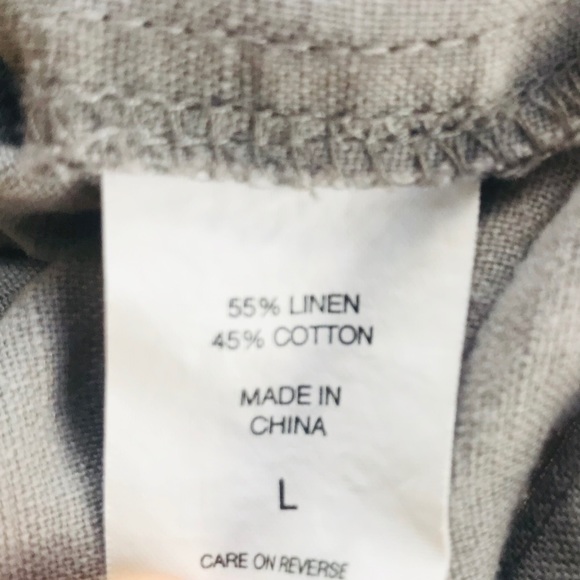 55% LINEN
45% COTTON
MADE IN
CHINA
L
CARE ON REVERSE